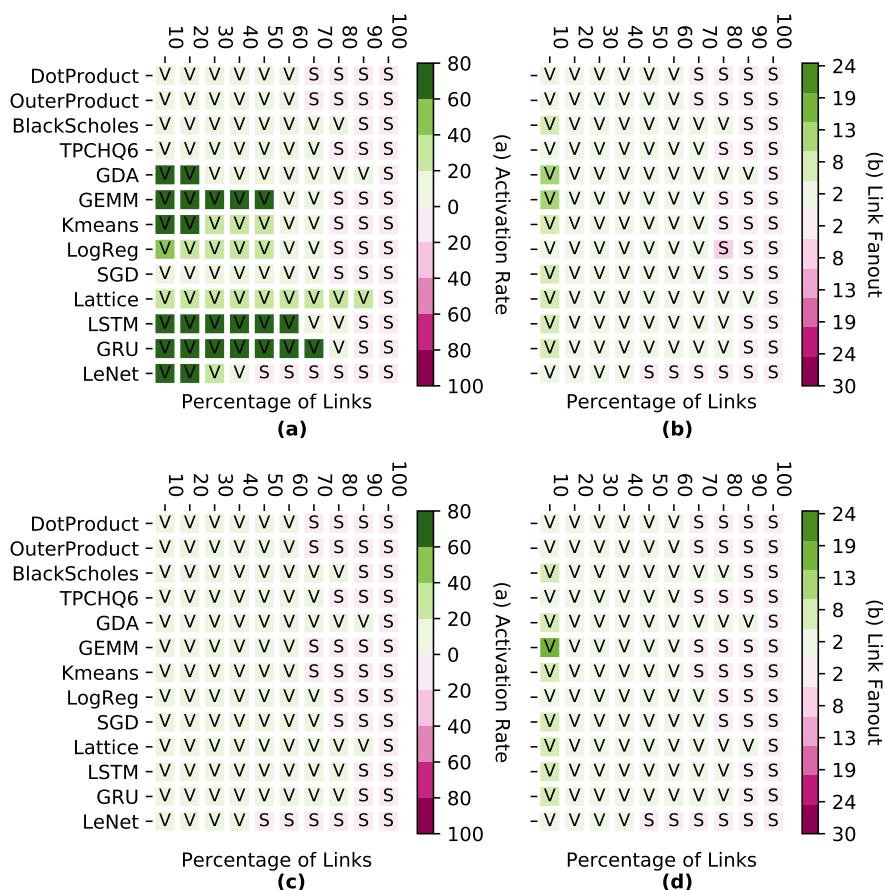 10 20 30 40 50 60 70 80 90 100
DotProduct V V V V V V S S S S
OuterProduct V V V V V V S S S S
BlackScholes V V V V V V V V S S
TPCHQ6 V V V V V V V S S S
GDA V V V V V V V V V S
GEMM V V V V V V V S S S
Kmeans V V V V V V V S S S
LogReg V V V V V V V S S S
SGD V V V V V V V S S S
Lattice V V V V V V V V V S
LSTM V V V V V V V V S S
GRU V V V V V V V V S S
LeNet V V V V S S S S S S
Percentage of Links
(a)
80
60
40
20
0
20
40
60
80
100
(a) Activation Rate
10 20 30 40 50 60 70 80 90 100
V V V V V V S S S S
V V V V V V S S S S
V V V V V V V V S S
V V V V V V V S S S
V V V V V V V V V S
V V V V V V V S S S
V V V V V V V S S S
V V V V V V V S S S
V V V V V V V S S S
V V V V V V V V V S
V V V V V V V V S S
V V V V V V V V S S
V V V V S S S S S S
Percentage of Links
(b)
24
19
13
8
2
2
8
13
19
24
30
(b) Link Fanout
10 20 30 40 50 60 70 80 90 100
DotProduct V V V V V V S S S S
OuterProduct V V V V V V S S S S
BlackScholes V V V V V V V V S S
TPCHQ6 V V V V V V V S S S
GDA V V V V V V V V V S
GEMM V V V V V V S S S S
Kmeans V V V V V V S S S S
LogReg V V V V V V V S S S
SGD V V V V V V V S S S
Lattice V V V V V V V V V S
LSTM V V V V V V V V S S
GRU V V V V V V V V S S
LeNet V V V V S S S S S S
Percentage of Links
(c)
80
60
40
20
0
20
40
60
80
100
(a) Activation Rate
10 20 30 40 50 60 70 80 90 100
V V V V V V S S S S
V V V V V V S S S S
V V V V V V V V S S
V V V V V V S S S S
V V V V V V V V V S
V V V V V V S S S S
V V V V V V S S S S
V V V V V V V S S S
V V V V V V V S S S
V V V V V V V V V S
V V V V V V V V S S
V V V V V V V V S S
V V V V S S S S S S
Percentage of Links
(d)
24
19
13
8
2
2
8
13
19
24
30
(b) Link Fanout